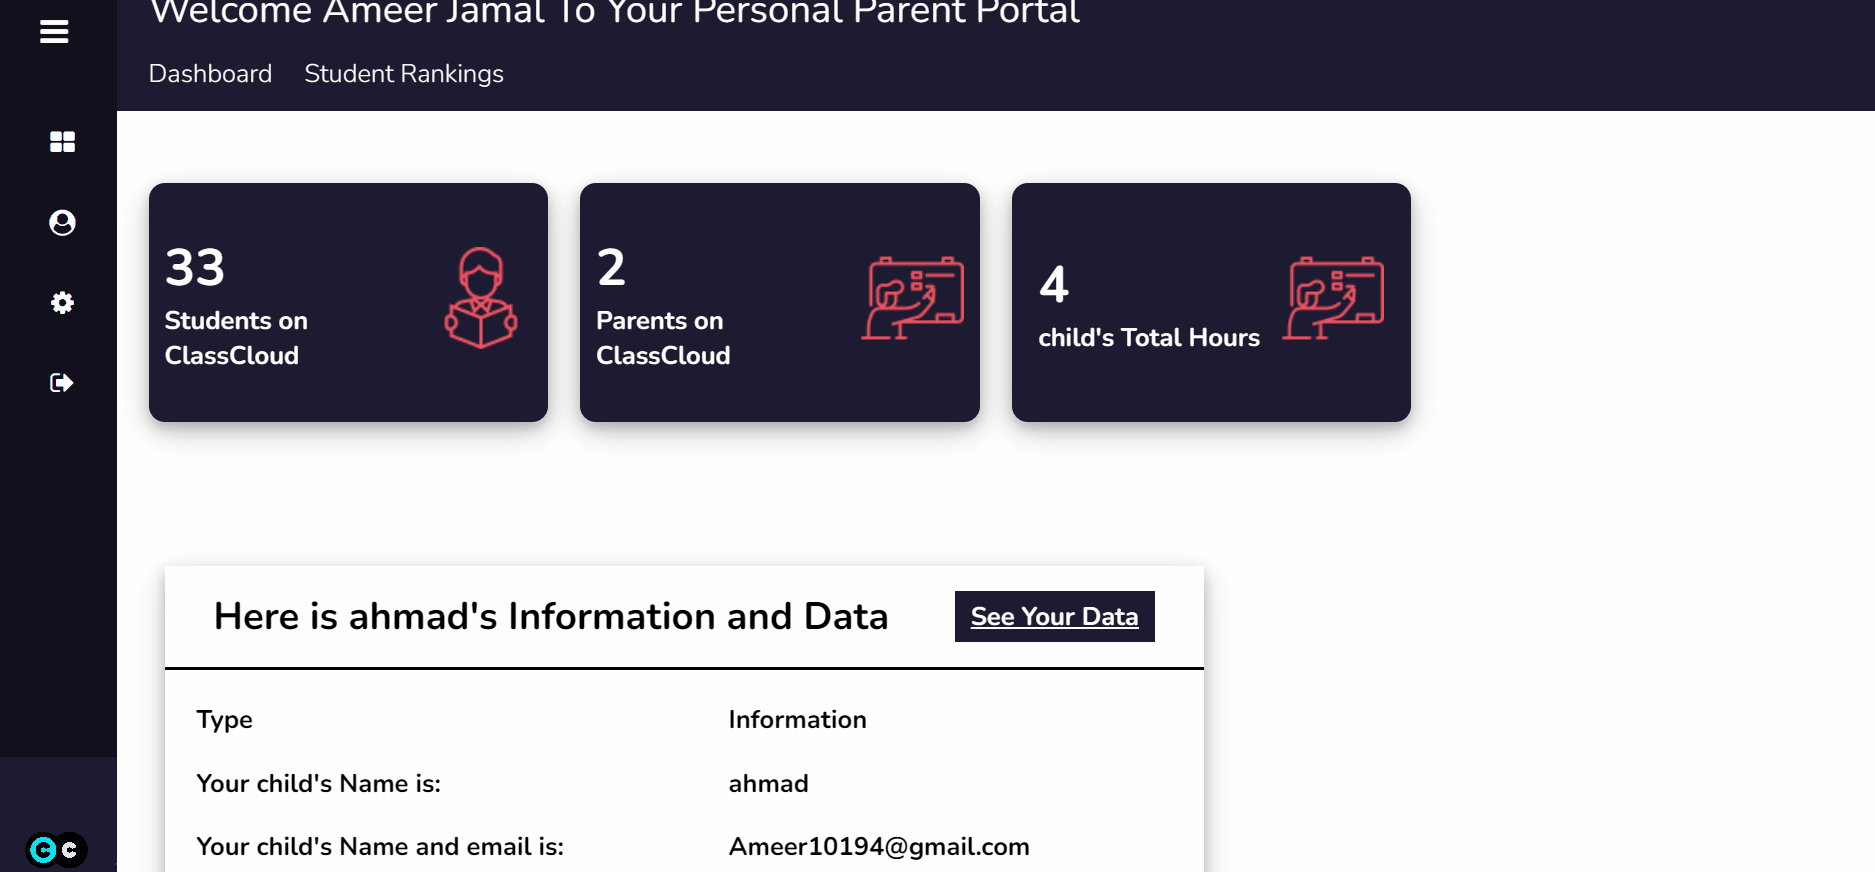 Welcome Ameer Jamal To Your Personal Parent Portal
Dashboard Student Rankings
33
Students on
ClassCloud
2
Parents on
ClassCloud
4
child's Total Hours
Here is ahmad's Information and Data
See Your Data
Type Information
Your child's Name is: ahmad
Your child's Name and email is: Ameer10194@gmail.com
CC